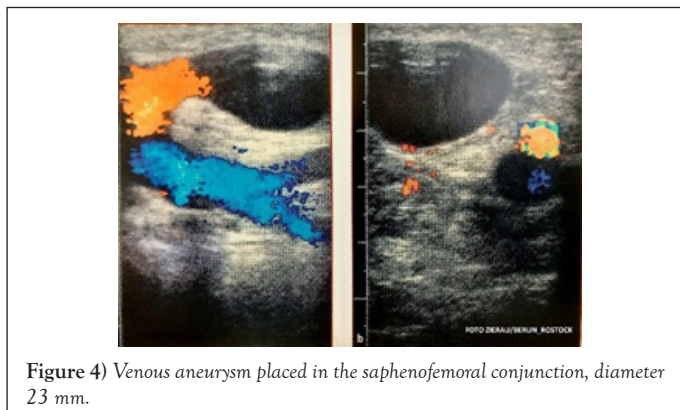 b
FOTO ZIERAU/BERLIN_ROSTOCK
Figure 4) Venous aneurysm placed in the saphenofemoral conjunction, diameter
23 mm.